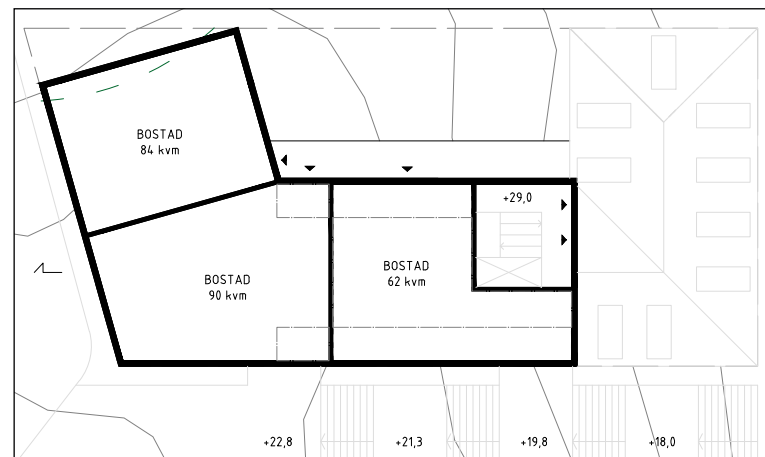 BOSTAD
84 kvm
+29,0
BOSTAD
62 kvm
BOSTAD
90 kvm
+22,8
+21,3
+19,8
+18,0